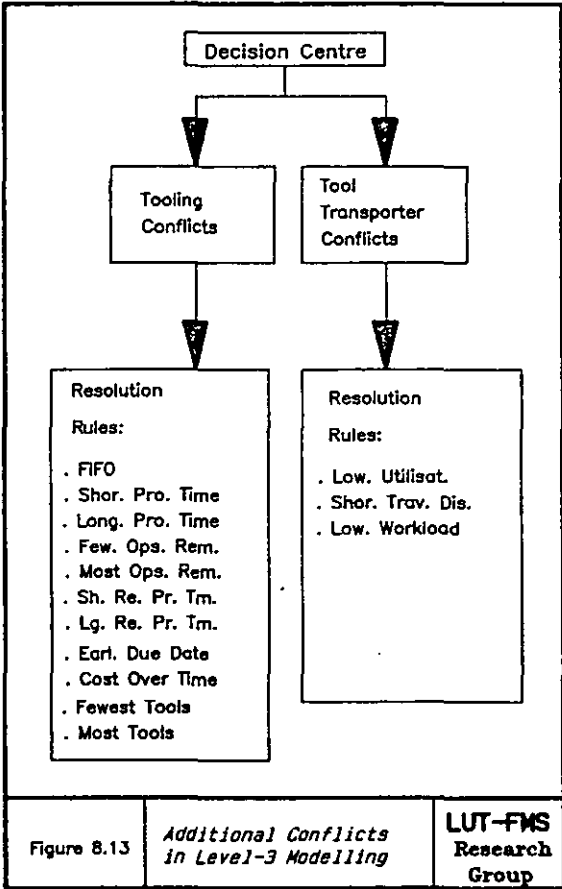 Decision Centre
Tooling
Conflicts
Tool
Transporter
Conflicts
Resolution
Rules:
. FIFO
. Shor. Pro. Time
. Long. Pro. Time
. Few. Ops. Rem.
. Most Ops. Rem.
. Sh. Re. Pr. Tm.
. Lg. Re. Pr. Tm.
. Earl. Due Date
. Cost Over Time
. Fewest Tools
. Most Tools
Resolution
Rules:
. Low. Utilisat.
. Shor. Trav. Dis.
. Low. Workload
Figure 8.13
Additional Conflicts
in Level-3 Modelling
LUT-FMS
Research
Group